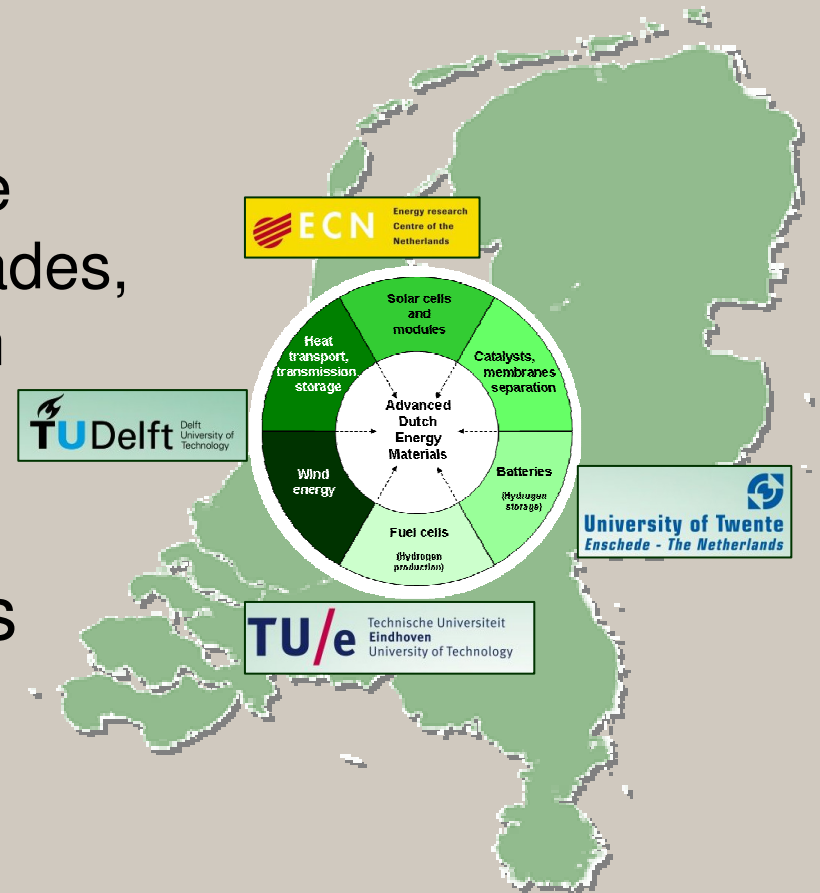 e
ades,
s
ECN
Energy research
Centre of the
Netherlands
Solar cells
and
modules
Heat
transport,
transmission
storage
Catalysts,
membranes
separation
Advanced
Dutch
Energy
Materials
TUDelft
Delft
University of
Technology
Wind
energy
Batteries
(Hydrogen
storage)
University of Twente
Enschede - The Netherlands
Fuel cells
(Hydrogen
production)
TU/e
Technische Universiteit
Eindhoven
University of Technology